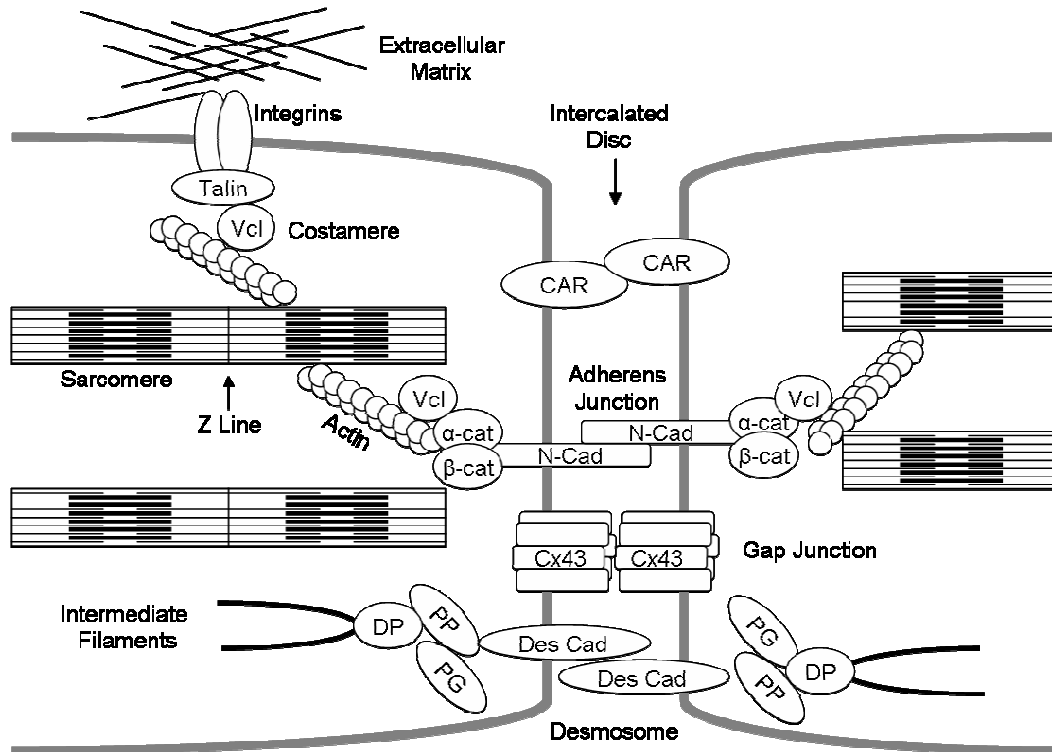 Extracellular
Matrix
Integrins
Intercalated
Disc
Talin
Vcl
Costamere
CAR
CAR
Sarcomere
Z Line
Actin
Vcl
α-cat
β-cat
N-Cad
Adherens
Junction
N-Cad
Vcl
α-cat
β-cat
Cx43
Cx43
Gap Junction
Intermediate
Filaments
DP
PP
PG
Des Cad
Des Cad
PG
PP
DP
Desmosome